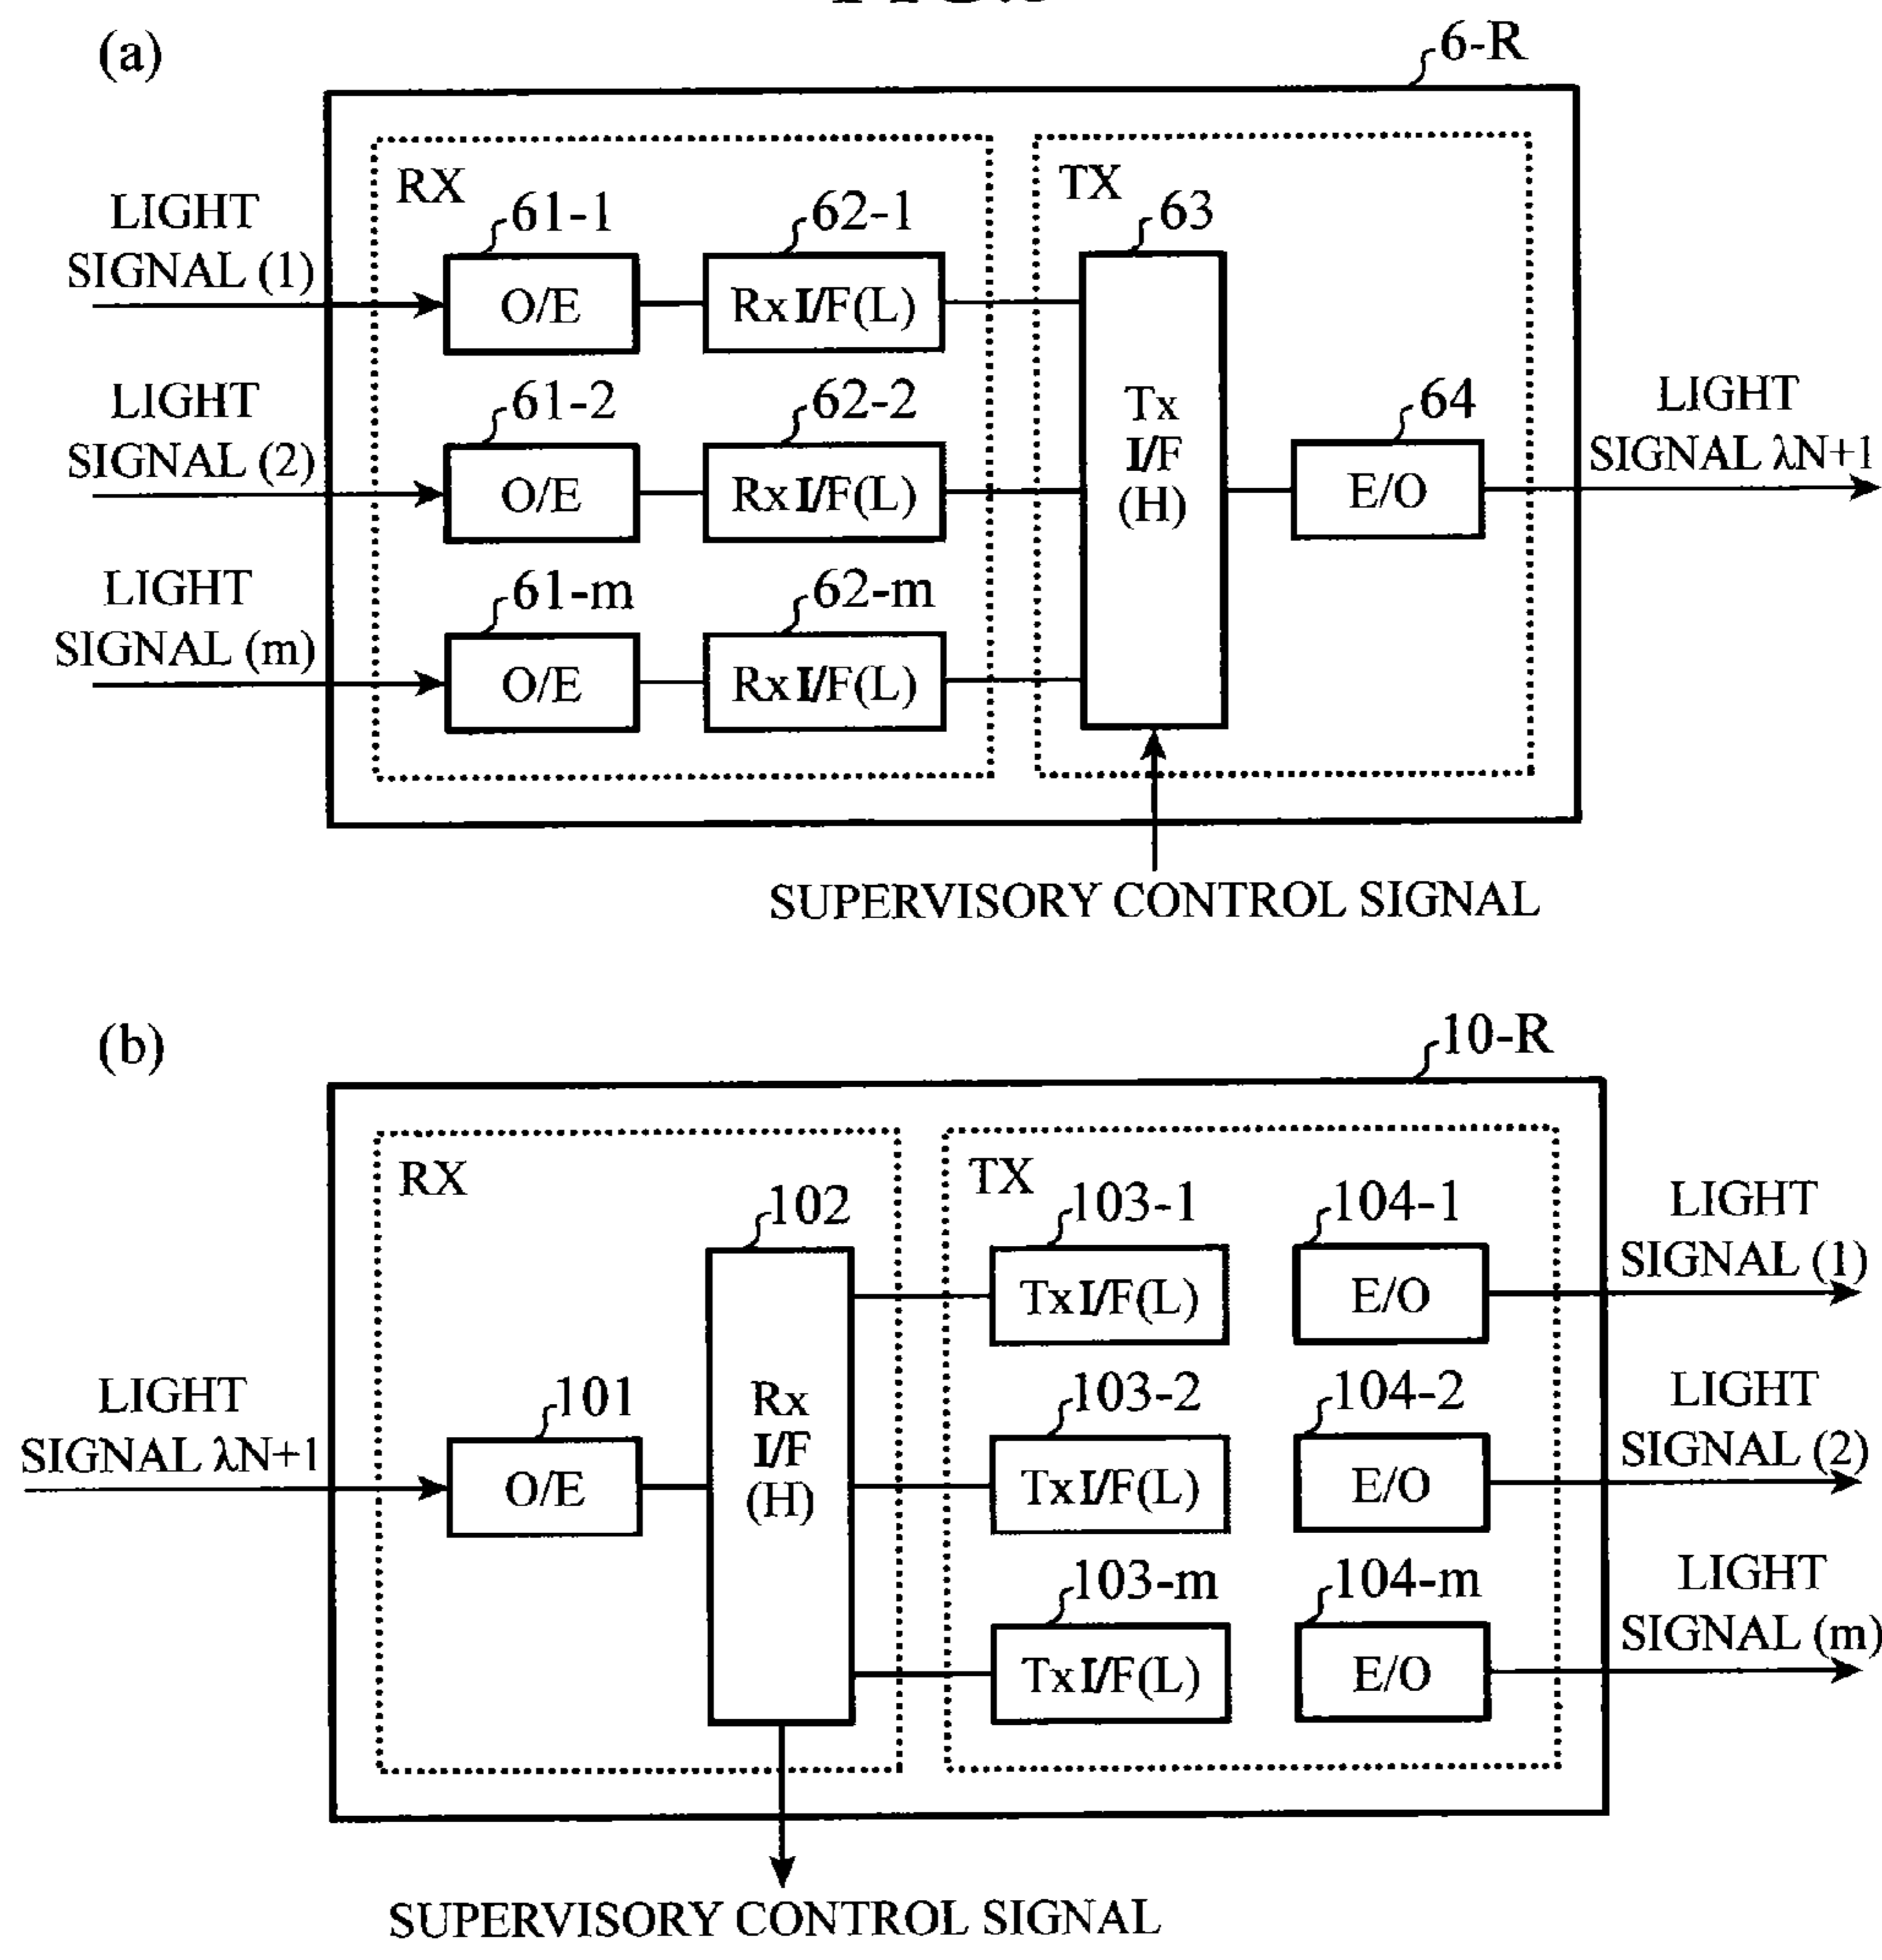 (a)
6-R
RX
TX
LIGHT
SIGNAL (1)
61-1
62-1
63
O/E
Rx I/F(L)
LIGHT
SIGNAL (2)
61-2
62-2
O/E
Rx I/F(L)
Tx
I/F
(H)
64
E/O
LIGHT
SIGNAL λN+1
LIGHT
SIGNAL (m)
61-m
62-m
O/E
Rx I/F(L)
SUPERVISORY CONTROL SIGNAL
(b)
10-R
RX
TX
102
103-1
104-1
Tx I/F(L)
E/O
LIGHT
SIGNAL (1)
LIGHT
SIGNAL λN+1
101
O/E
Rx
I/F
(H)
103-2
104-2
Tx I/F(L)
E/O
LIGHT
SIGNAL (2)
103-m
104-m
Tx I/F(L)
E/O
LIGHT
SIGNAL (m)
SUPERVISORY CONTROL SIGNAL